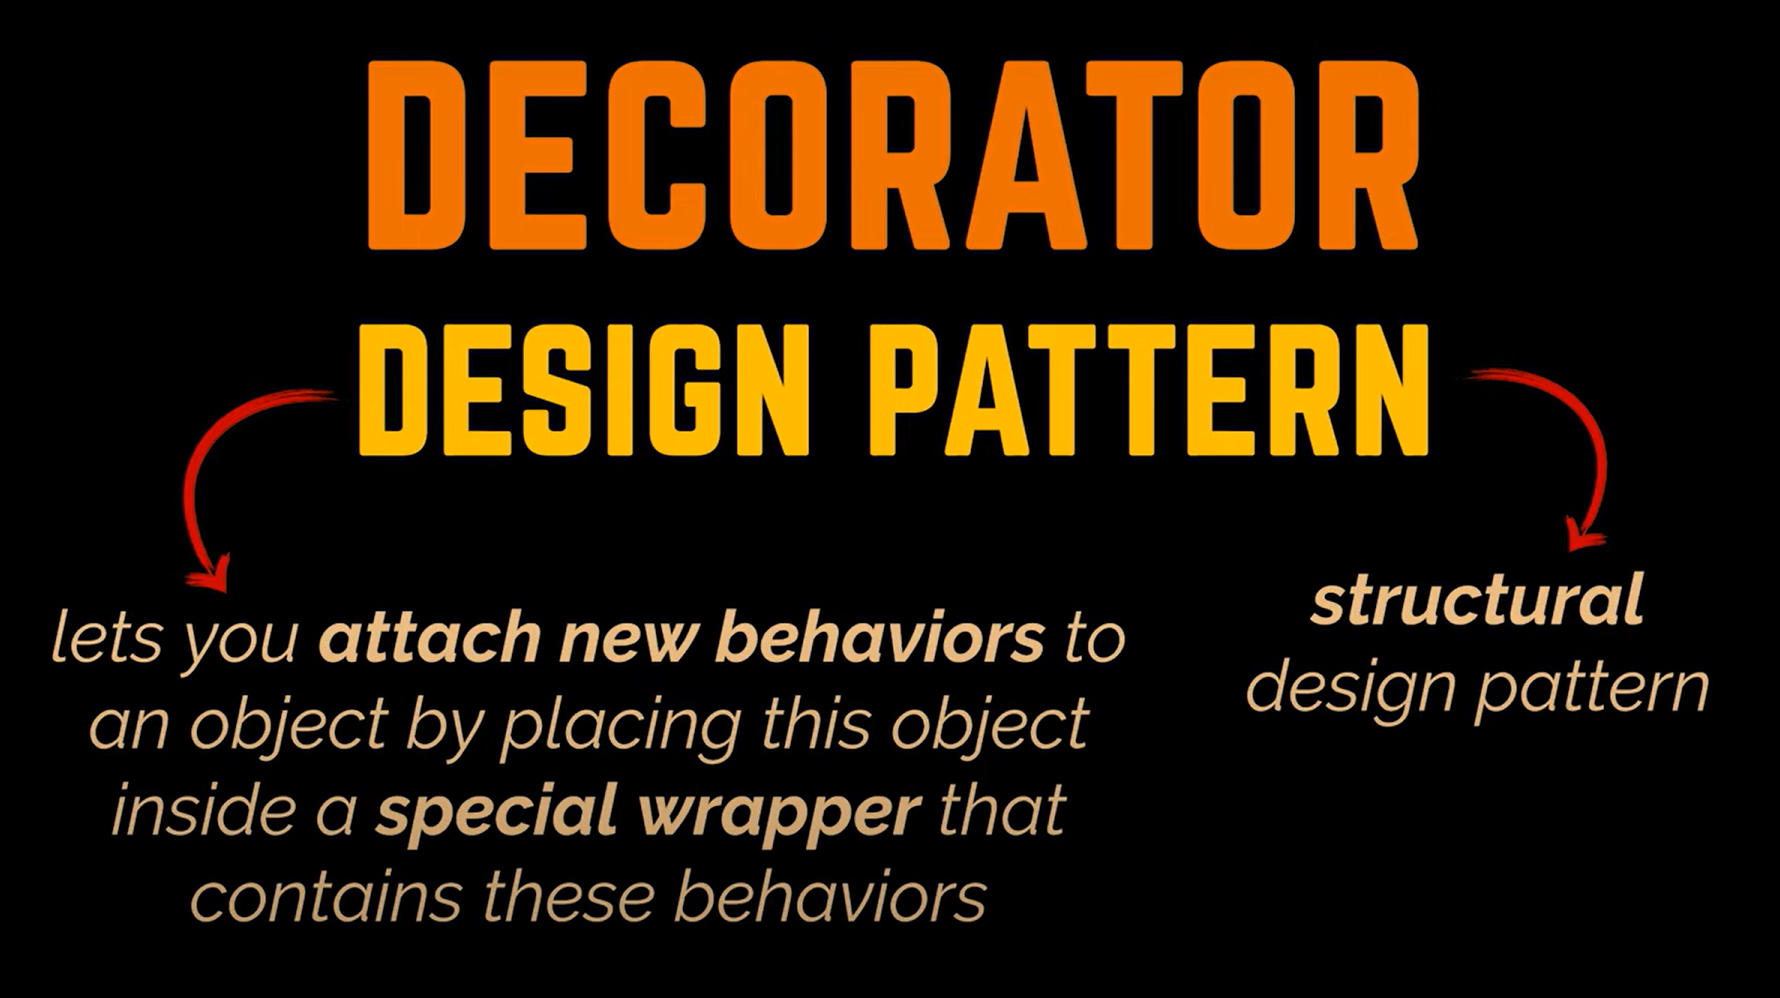 DECORATOR
DESIGN PATTERN
lets you attach new behaviors to
an object by placing this object
inside a special wrapper that
contains these behaviors
structural
design pattern